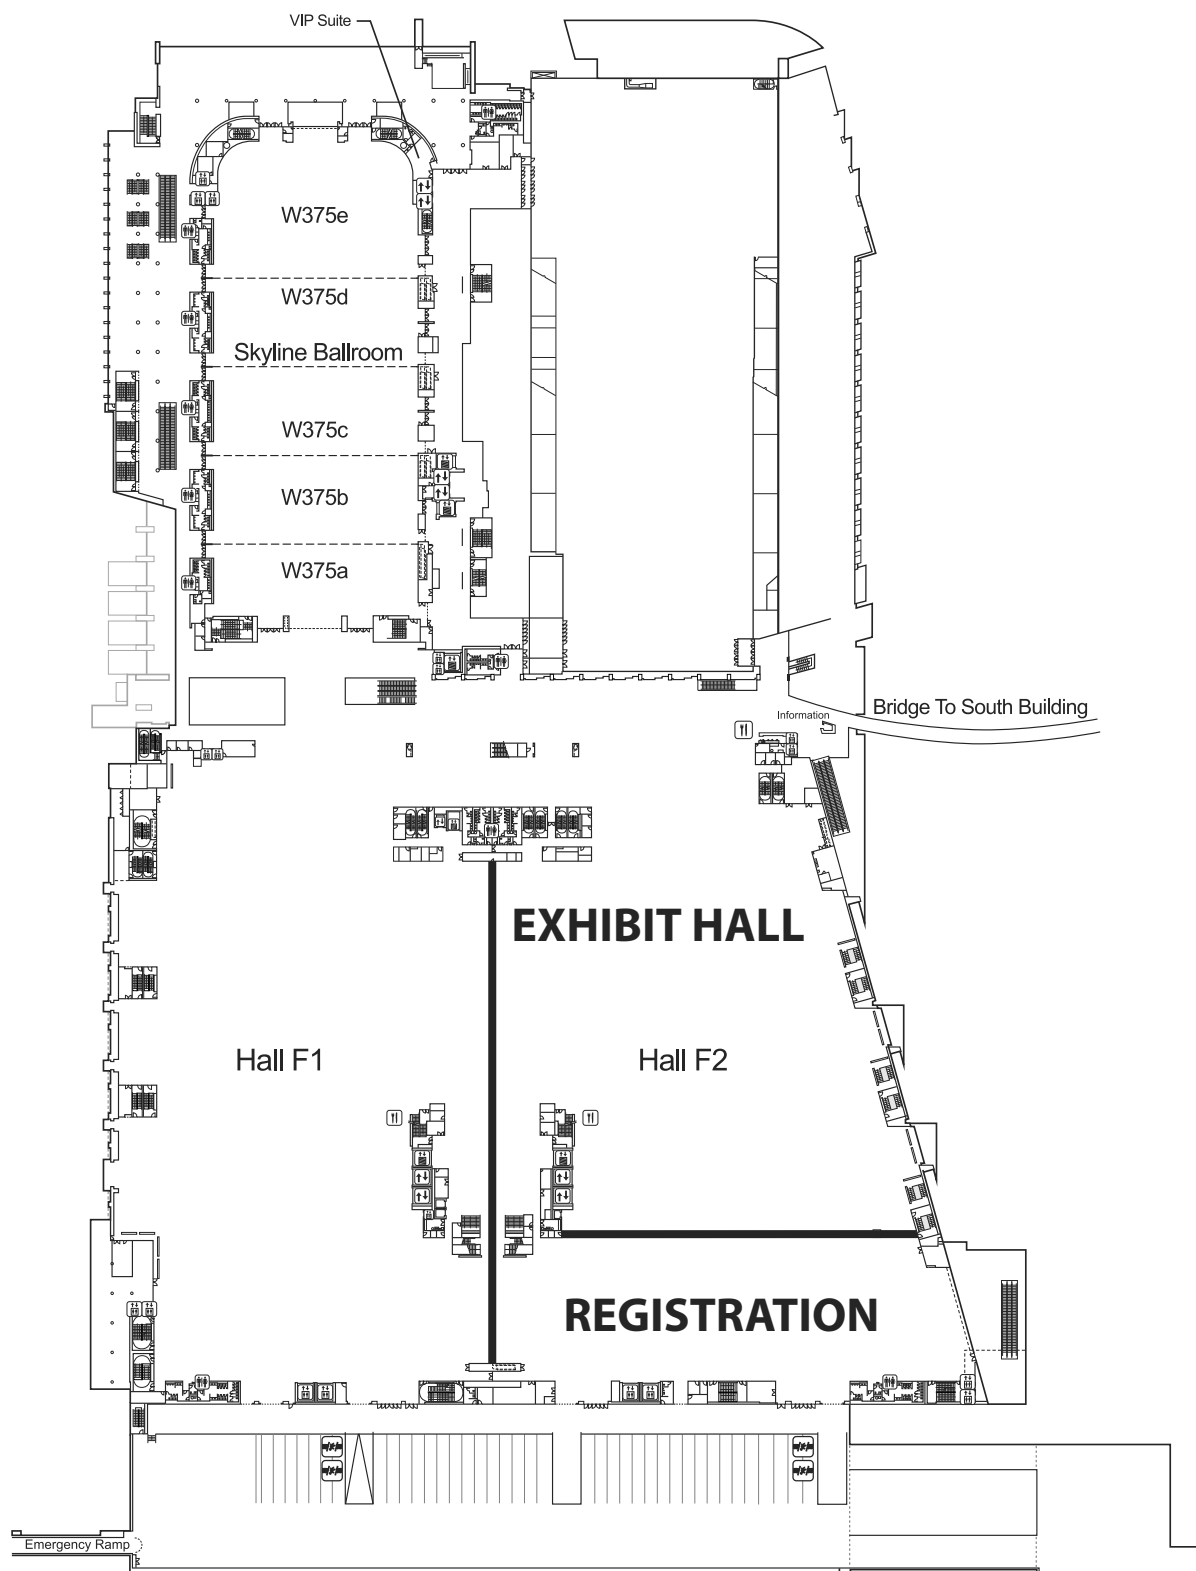 VIP Suite
W375e
W375d
Skyline Ballroom
W375c
W375b
W375a
Bridge To South Building
Information
EXHIBIT HALL
Hall F1
Hall F2
REGISTRATION
Emergency Ramp